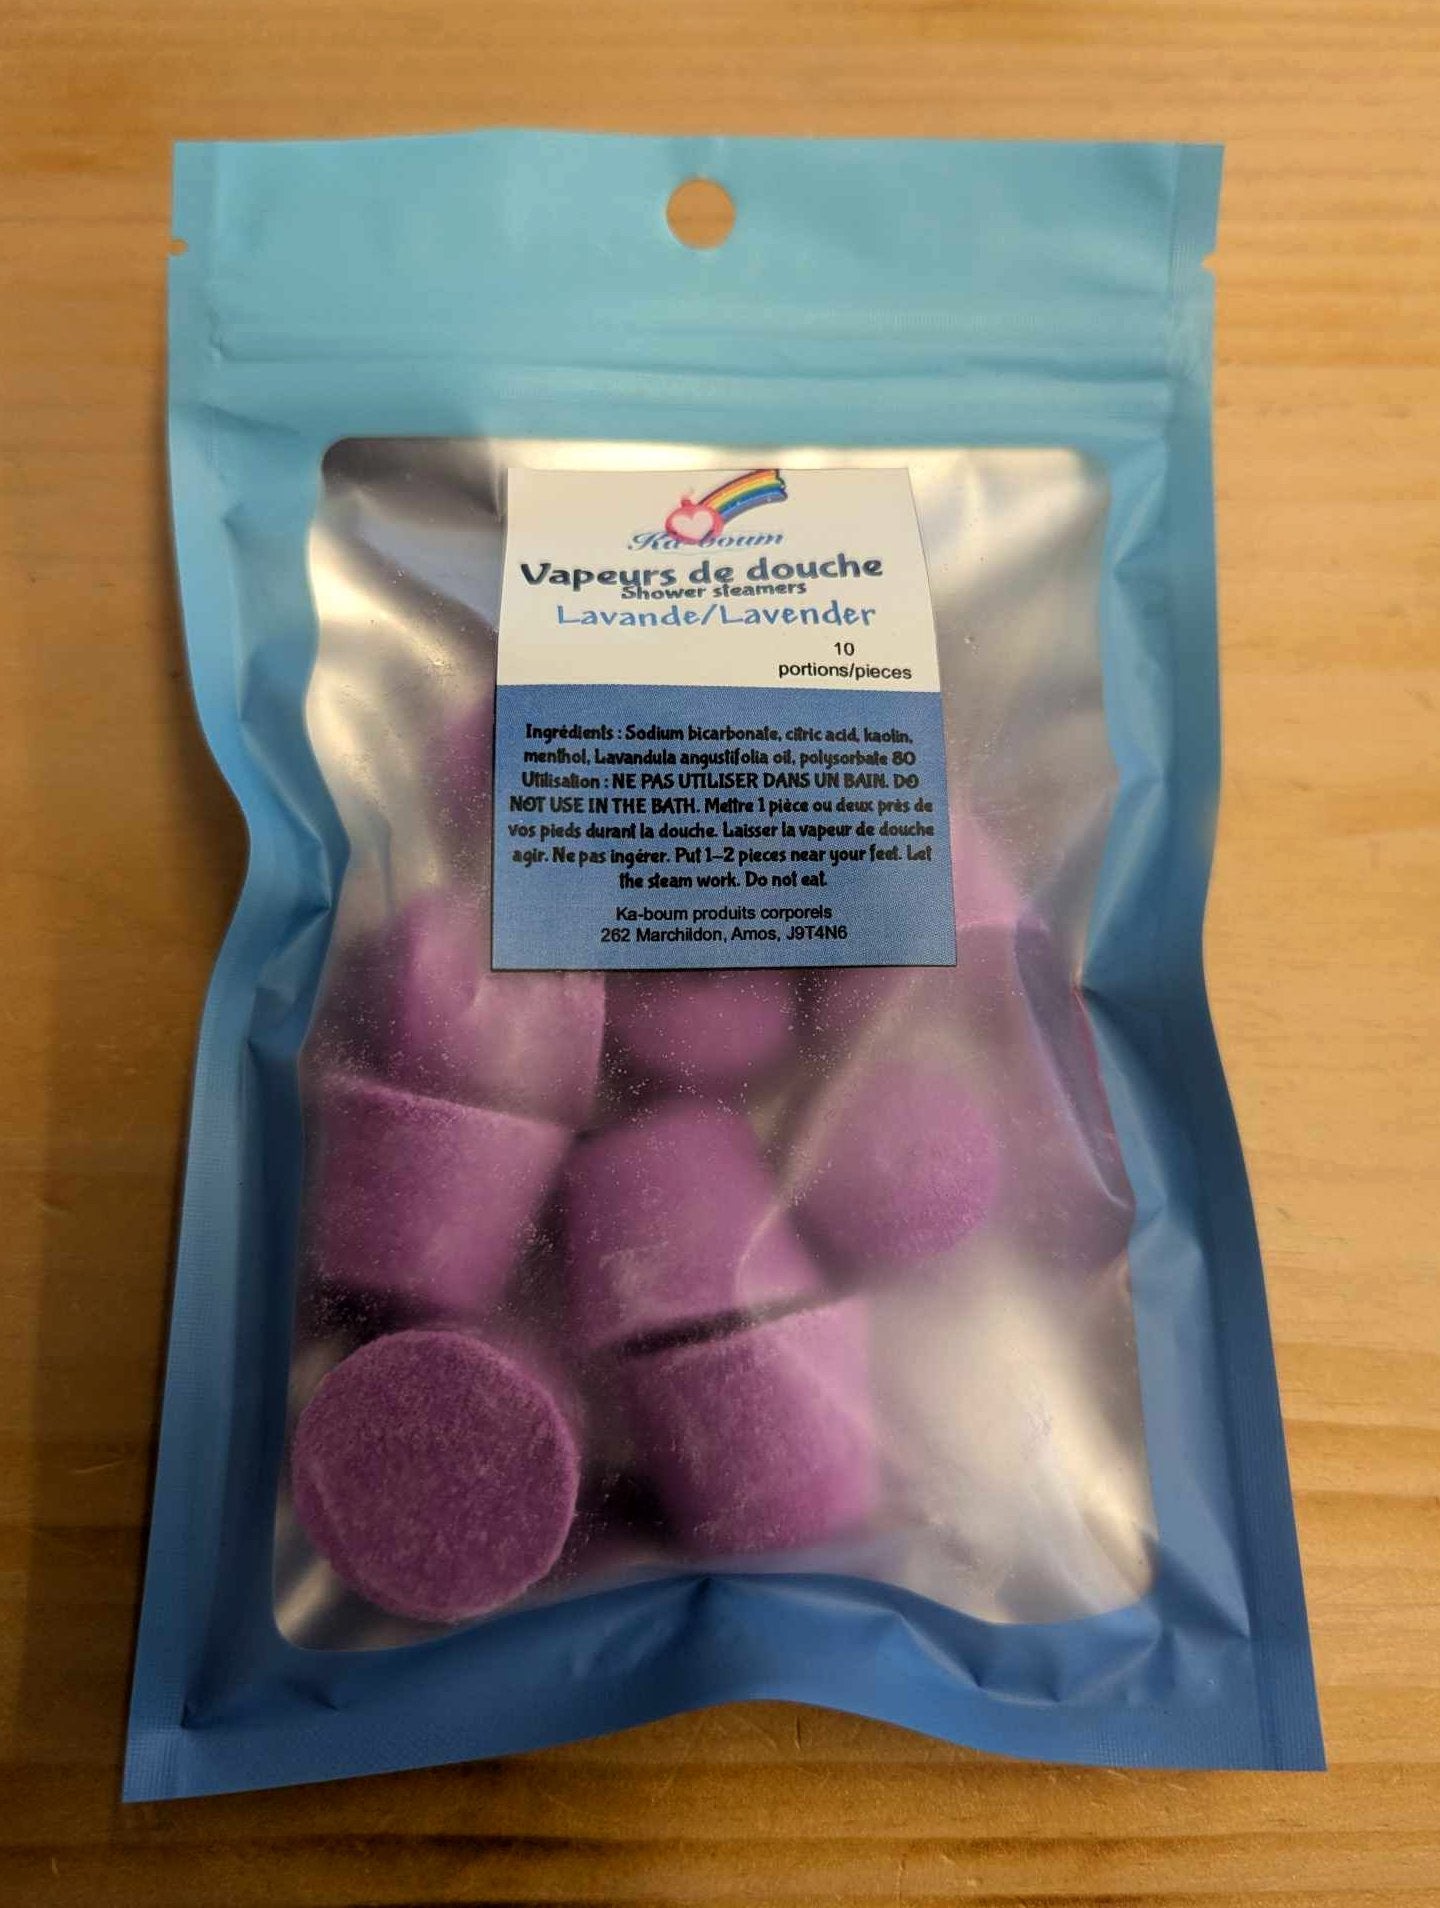 Ka-boum
Vapeurs de douche
Shower steamers
Lavande/Lavender
10
portions/pieces
Ingrédients : Sodium bicarbonate, citric acid, kaolin,
menthol, Lavandula angustifolia oil, polysorbate 80
Utilisation : NE PAS UTILISER DANS UN BAIN. DO
NOT USE IN THE BATH. Mettre 1 pièce ou deux près de
vos pieds durant la douche. Laisser la vapeur de douche
agir. Ne pas ingérer. Put 1-2 pieces near your feet. Let
the steam work. Do not eat.
Ka-boum produits corporels
262 Marchildon, Amos, J9T4N6